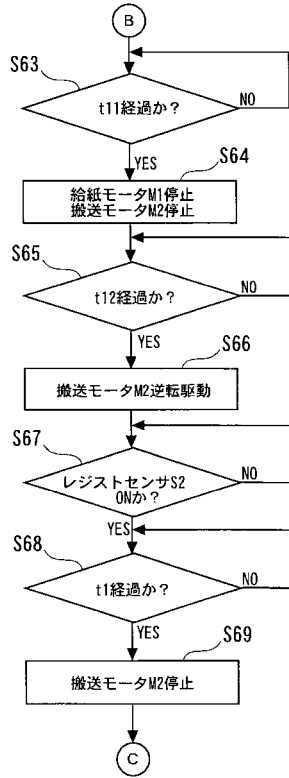 B
S63
t11経過か?
NO
YES
S64
給紙モータM1停止
搬送モータM2停止
S65
t12経過か?
NO
YES
S66
搬送モータM2逆転駆動
S67
レジストセンサS2
ONか?
NO
YES
S68
t1経過か?
NO
YES
S69
搬送モータM2停止
C